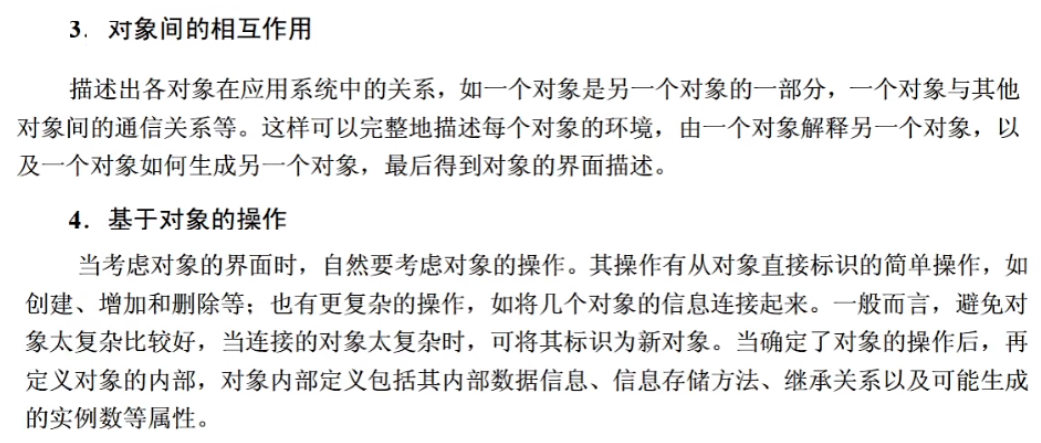 3．对象间的相互作用
描述出各对象在应用系统中的关系，如一个对象是另一个对象的一部分，一个对象与其他
对象间的通信关系等。这样可以完整地描述每个对象的环境，由一个对象解释另一个对象，以
及一个对象如何生成另一个对象，最后得到对象的界面描述。
4．基于对象的操作
当考虑对象的界面时，自然要考虑对象的操作。其操作有从对象直接标识的简单操作，如
创建、增加和删除等；也有更复杂的操作，如将几个对象的信息连接起来。一般而言，避免对
象太复杂比较好，当连接的对象太复杂时，可将其标识为新对象。当确定了对象的操作后，再
定义对象的内部，对象内部定义包括其内部数据信息、信息存储方法、继承关系以及可能生成
的实例数等属性。